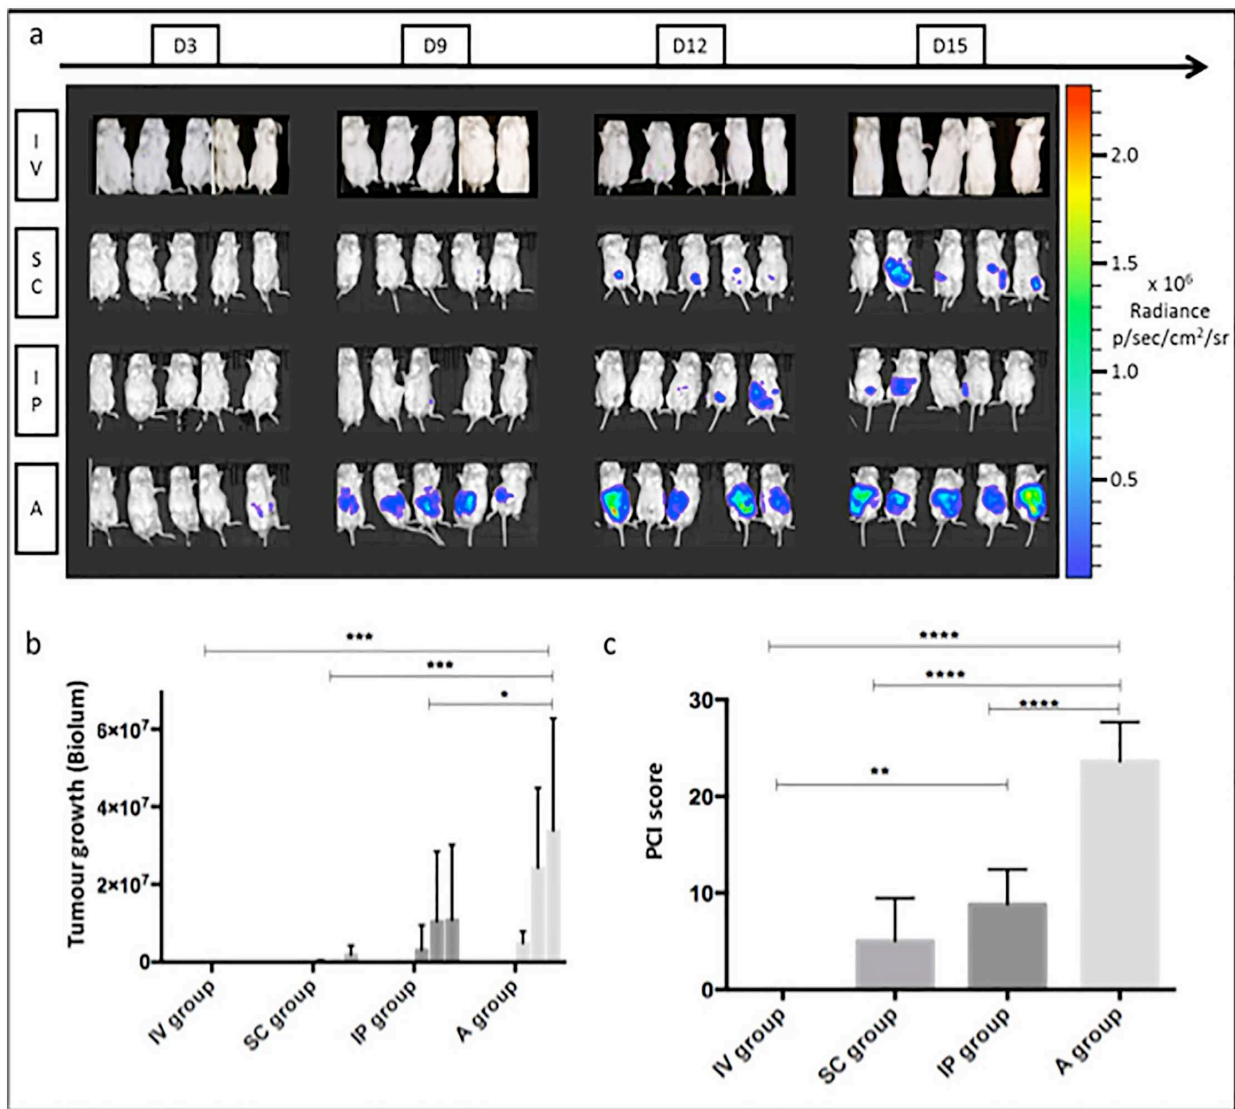 a
D3
D9
D12
D15
I
V
S
C
I
P
A
2.0
1.5
x 10⁶
Radiance
p/sec/cm²/sr
1.0
0.5
b
***
***
*
Tumour growth (Biolum)
6×10⁷
4×10⁷
2×10⁷
0
IV group
SC group
IP group
A group
c
****
****
****
**
PCI score
30
20
10
0
IV group
SC group
IP group
A group